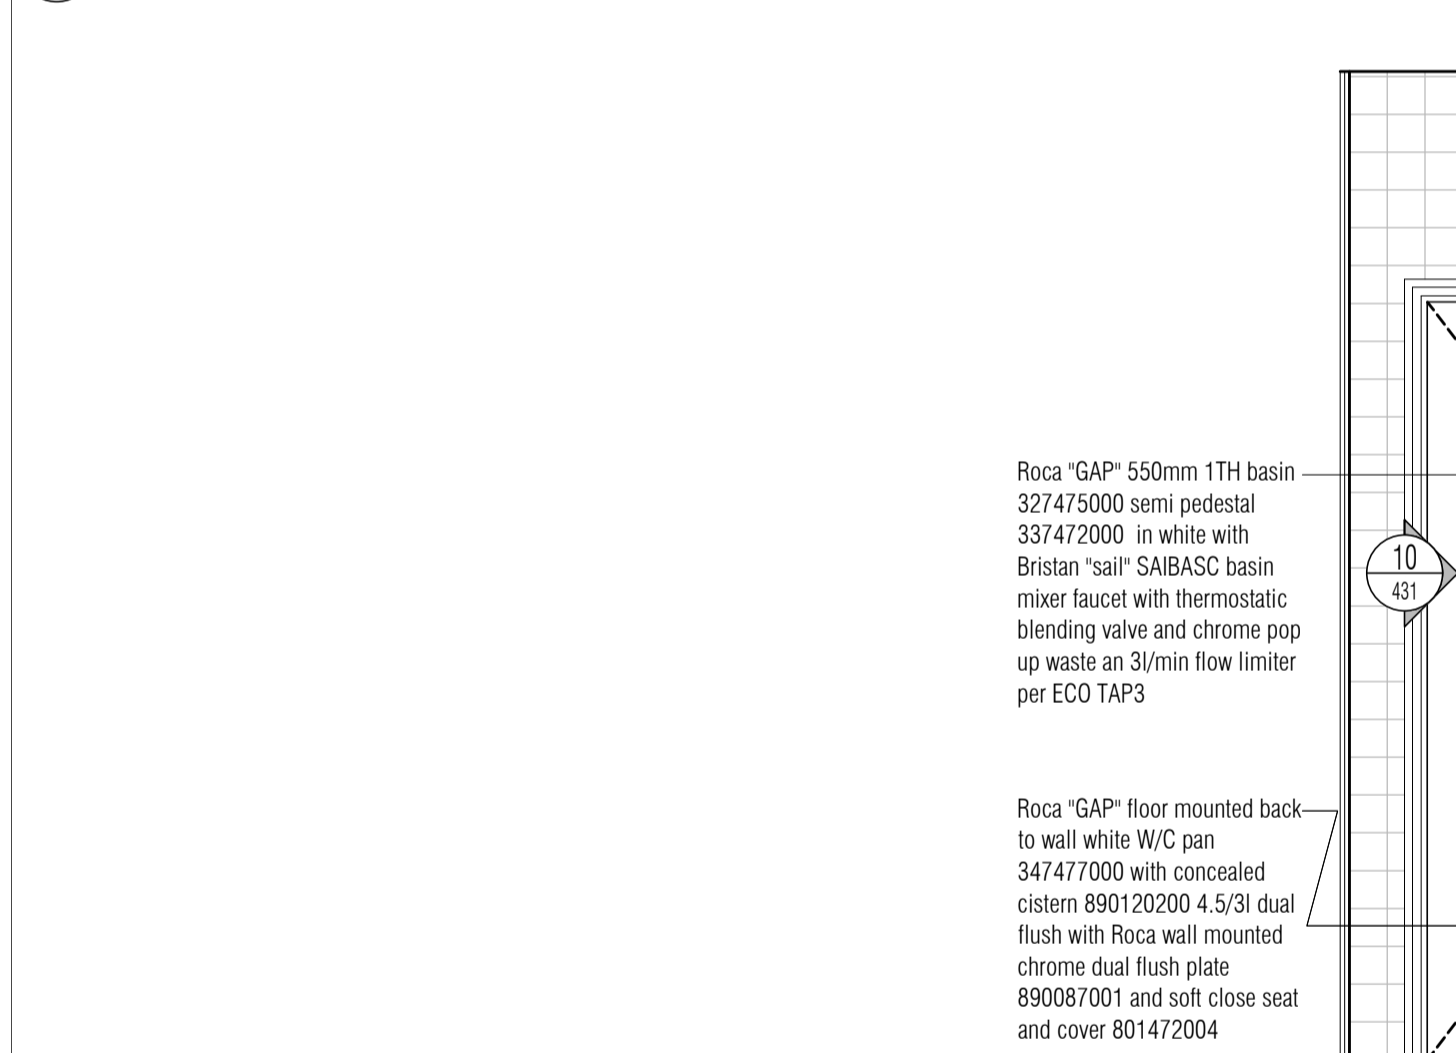 Roca "GAP" 550mm 1TH basin
327475000 semi pedestal
337472000  in white with
Bristan "sail" SAIBASC basin
mixer faucet with thermostatic
blending valve and chrome pop
up waste an 3l/min flow limiter
per ECO TAP3
10
431
Roca "GAP" floor mounted back
to wall white W/C pan
347477000 with concealed
cistern 890120200 4.5/3l dual
flush with Roca wall mounted
chrome dual flush plate
890087001 and soft close seat
and cover 801472004